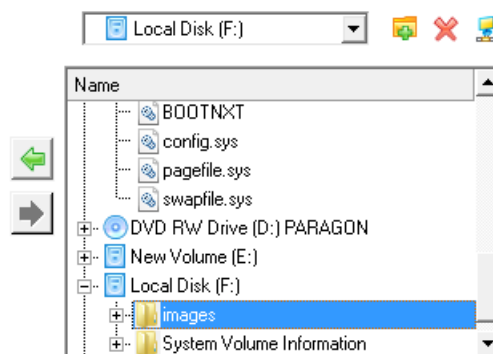 Local Disk (F:)
Name
BOOTNXT
config.sys
pagefile.sys
swapfile.sys
DVD RW Drive (D:) PARAGON
New Volume (E:)
Local Disk (F:)
images
System Volume Information